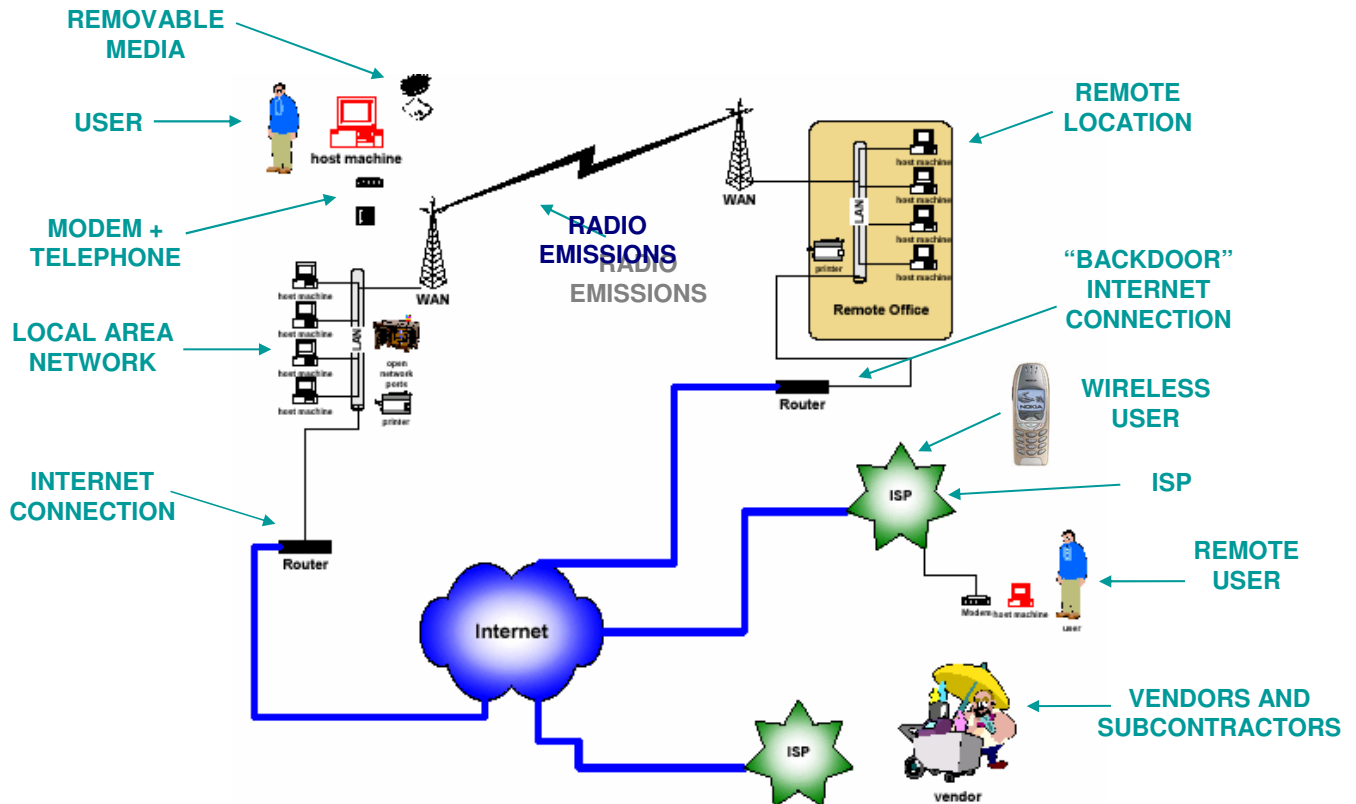 REMOVABLE
MEDIA
USER
host machine
REMOTE
LOCATION
MODEM +
TELEPHONE
WAN
WAN
RADIO
EMISSIONS
RADIO
EMISSIONS
LAN
host machine
host machine
host machine
host machine
printer
Remote Office
“BACKDOOR”
INTERNET
CONNECTION
LOCAL AREA
NETWORK
host machine
host machine
host machine
host machine
LAN
open
network
ports
printer
Router
WIRELESS
USER
NOKIA
INTERNET
CONNECTION
Router
ISP
ISP
REMOTE
USER
Modem
host machine
user
Internet
VENDORS AND
SUBCONTRACTORS
ISP
vendor